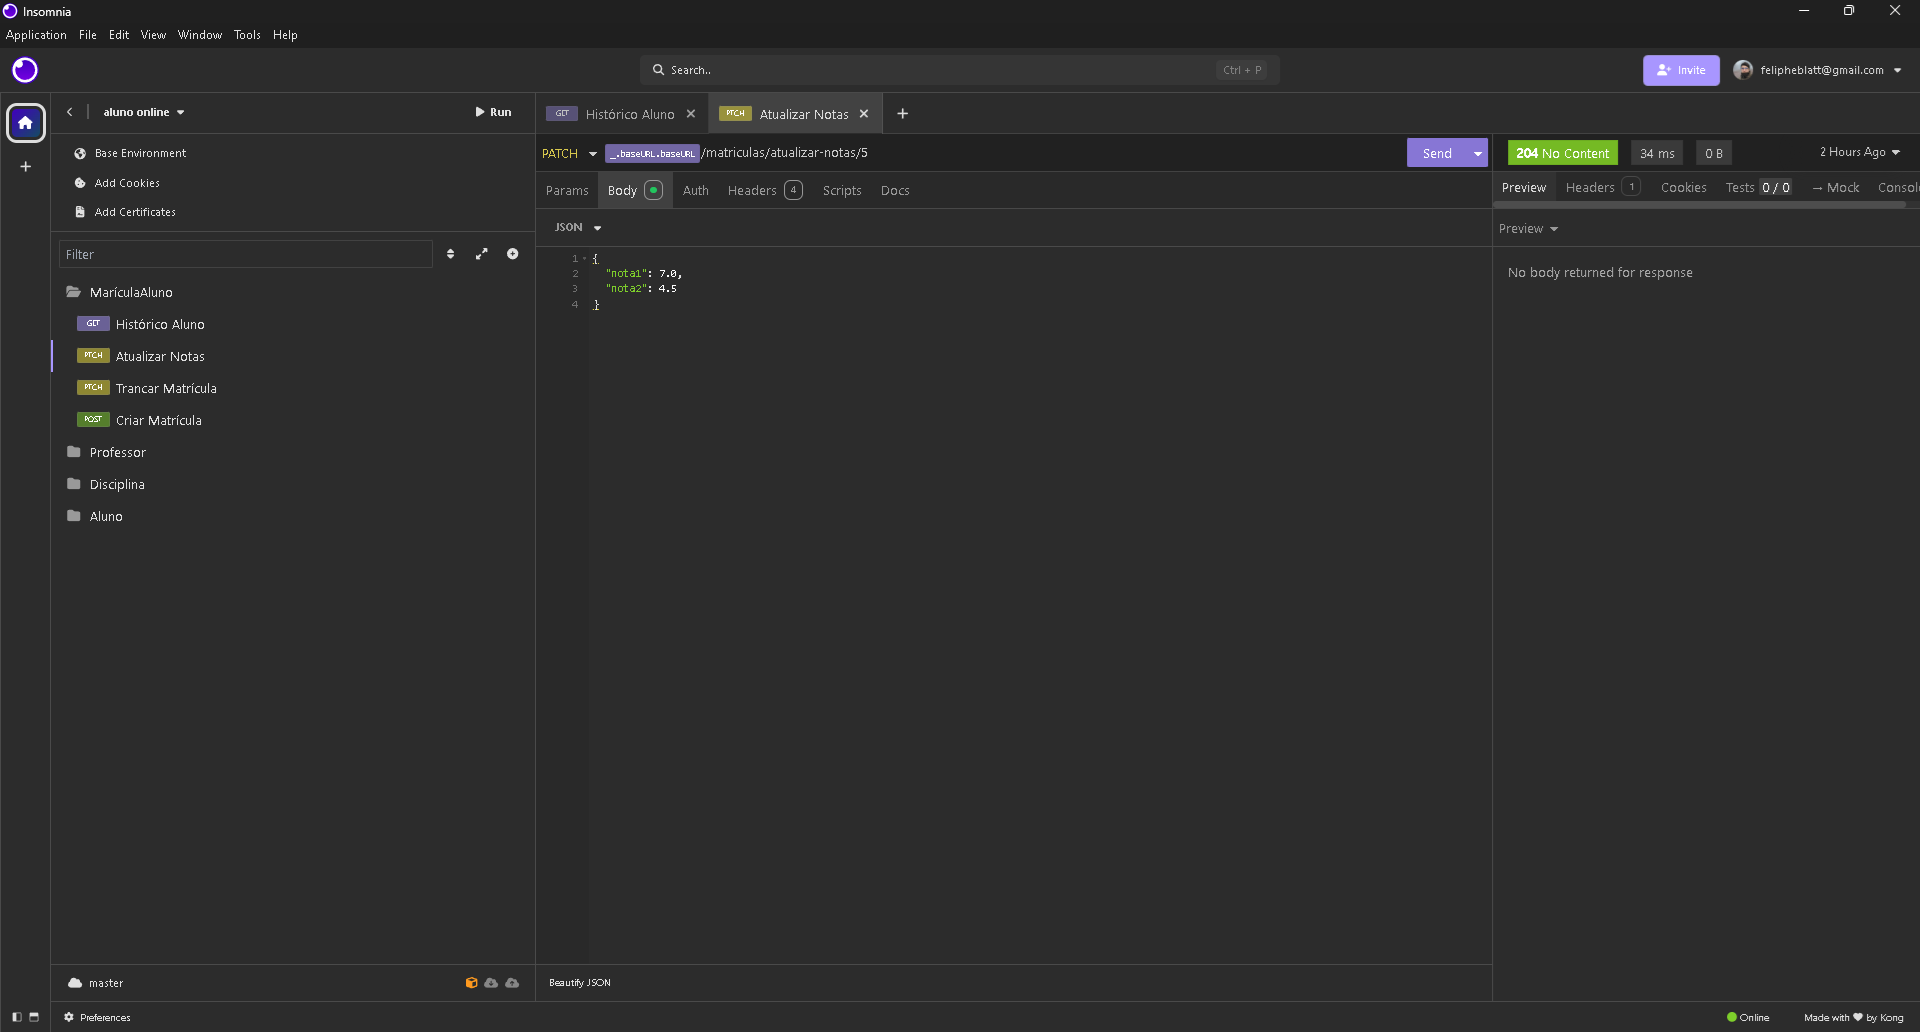 Insomnia
Application File Edit View Window Tools Help
Search.. Ctrl + P
Invite
felipheblatt@gmail.com
aluno online
Run
Base Environment
Add Cookies
Add Certificates
Filter
MarículaAluno
GET Histórico Aluno
PTCH Atualizar Notas
PTCH Trancar Matrícula
POST Criar Matrícula
Professor
Disciplina
Aluno
master
Preferences
GET Histórico Aluno
PTCH Atualizar Notas
PATCH _.baseURL.baseURL/matriculas/atualizar-notas/5
Send
Params Body Auth Headers 4 Scripts Docs
JSON
1 {
2 "nota1": 7.0,
3 "nota2": 4.5
4 }
Beautify JSON
204 No Content 34 ms 0 B 2 Hours Ago
Preview Headers 1 Cookies Tests 0 / 0 → Mock Consol
Preview
No body returned for response
Online
Made with ❤ by Kong